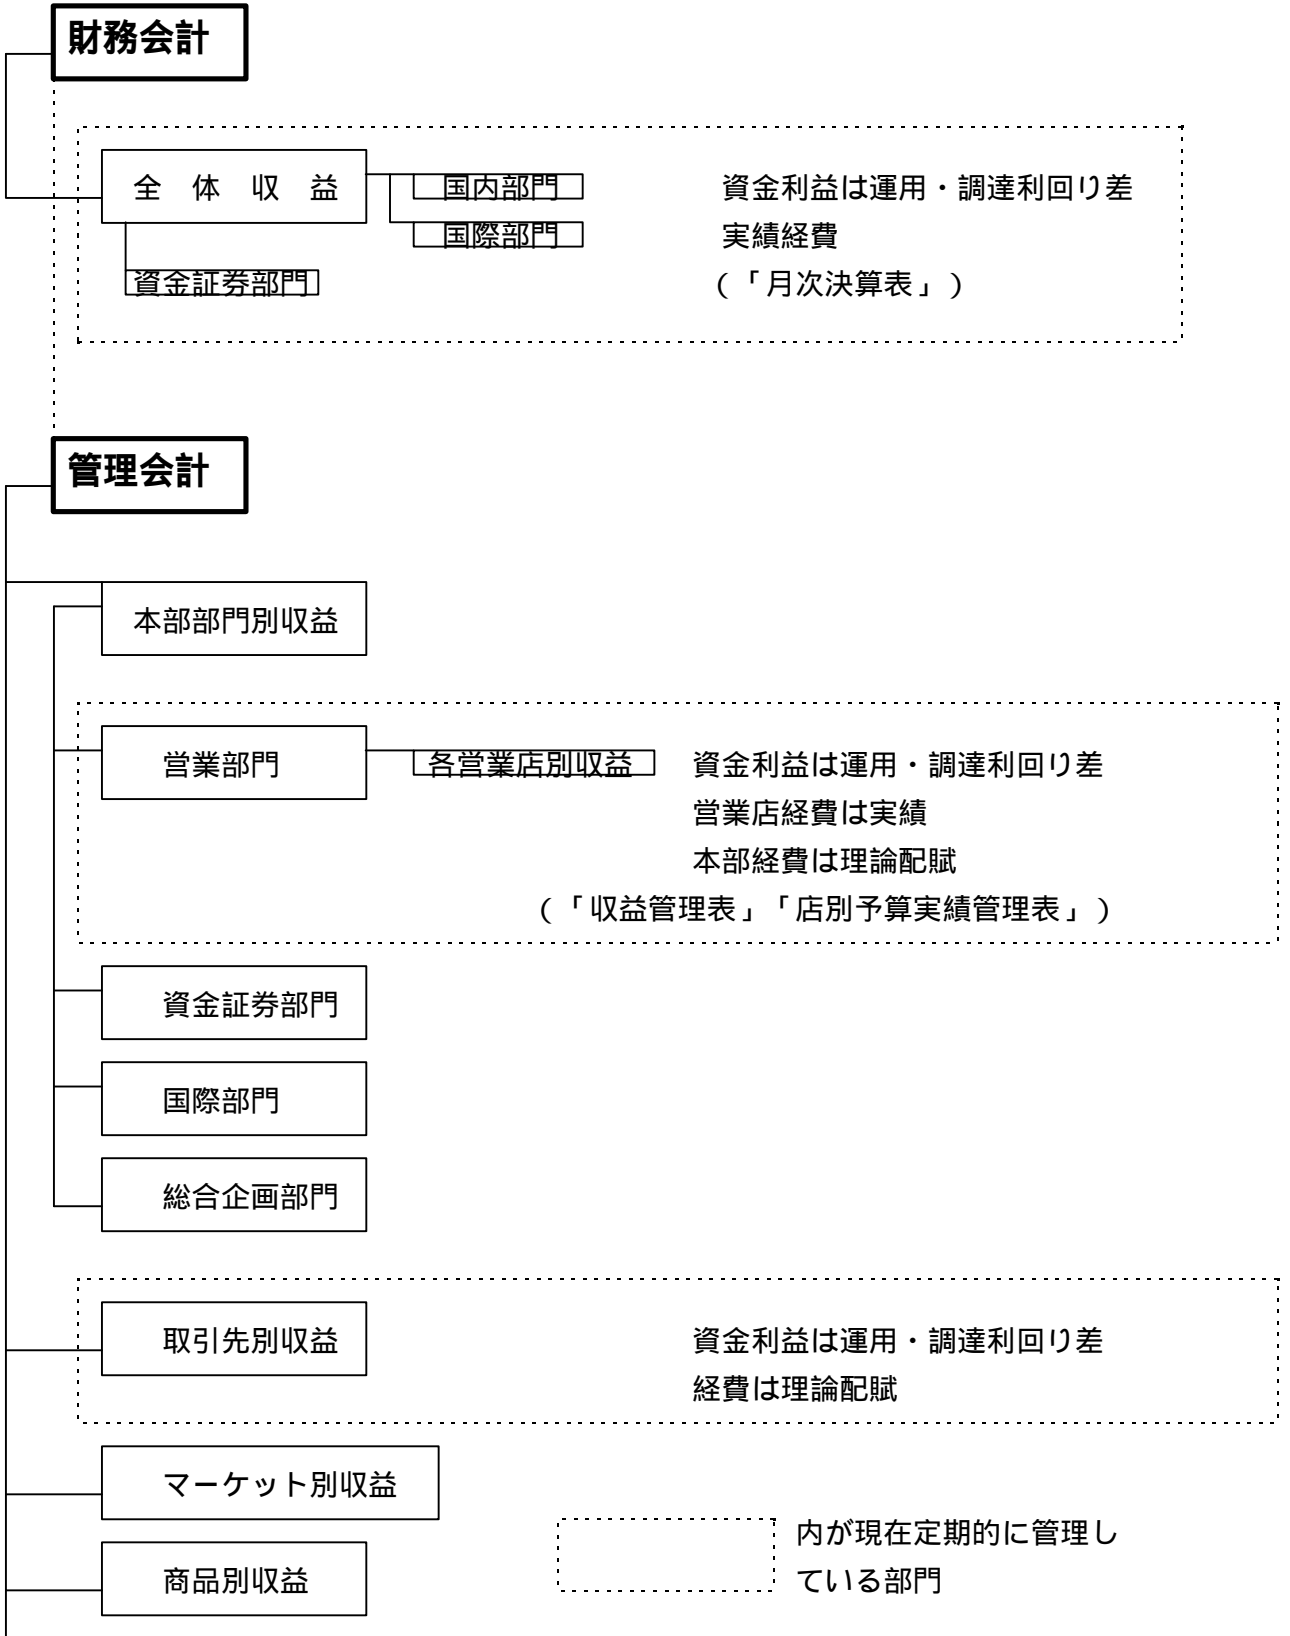 財務会計
全　体　収　益　国内部門　資金利益は運用・調達利回り差
国際部門　実績経費
資金証券部門　（「月次決算表」）
管理会計
本部部門別収益
営業部門　各営業店別収益　資金利益は運用・調達利回り差
営業店経費は実績
本部経費は理論配賦
（「収益管理表」「店別予算実績管理表」）
資金証券部門
国際部門
総合企画部門
取引先別収益　資金利益は運用・調達利回り差
経費は理論配賦
マーケット別収益
内が現在定期的に管理し
商品別収益　ている部門